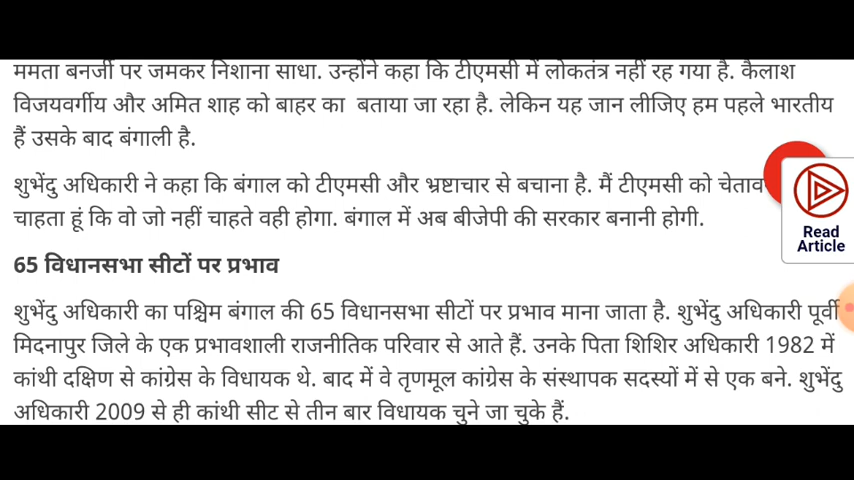 ममता बनर्जी पर जमकर निशाना साधा. उन्होंने कहा कि टीएमसी में लोकतंत्र नहीं रह गया है. कैलाश
विजयवर्गीय और अमित शाह को बाहर का बताया जा रहा है. लेकिन यह जान लीजिए हम पहले भारतीय
हैं उसके बाद बंगाली है.
शुभेंदु अधिकारी ने कहा कि बंगाल को टीएमसी और भ्रष्टाचार से बचाना है. मैं टीएमसी को
चाहता हूं कि वो जो नहीं चाहते वही होगा. बंगाल में अब बीजेपी की सरकार बनानी होगी.
Read
Article
65 विधानसभा सीटों पर प्रभाव
शुभेंदु अधिकारी का पश्चिम बंगाल की 65 विधानसभा सीटों पर प्रभाव माना जाता है. शुभेंदु अधिकारी पूर्वी
मिदनापुर जिले के एक प्रभावशाली राजनीतिक परिवार से आते हैं. उनके पिता शिशिर अधिकारी 1982 में
कांथी दक्षिण से कांग्रेस के विधायक थे. बाद में वे तृणमूल कांग्रेस के संस्थापक सदस्यों में से एक बने. शुभेंदु
अधिकारी 2009 से ही कांथी सीट से तीन बार विधायक चुने जा चुके हैं.